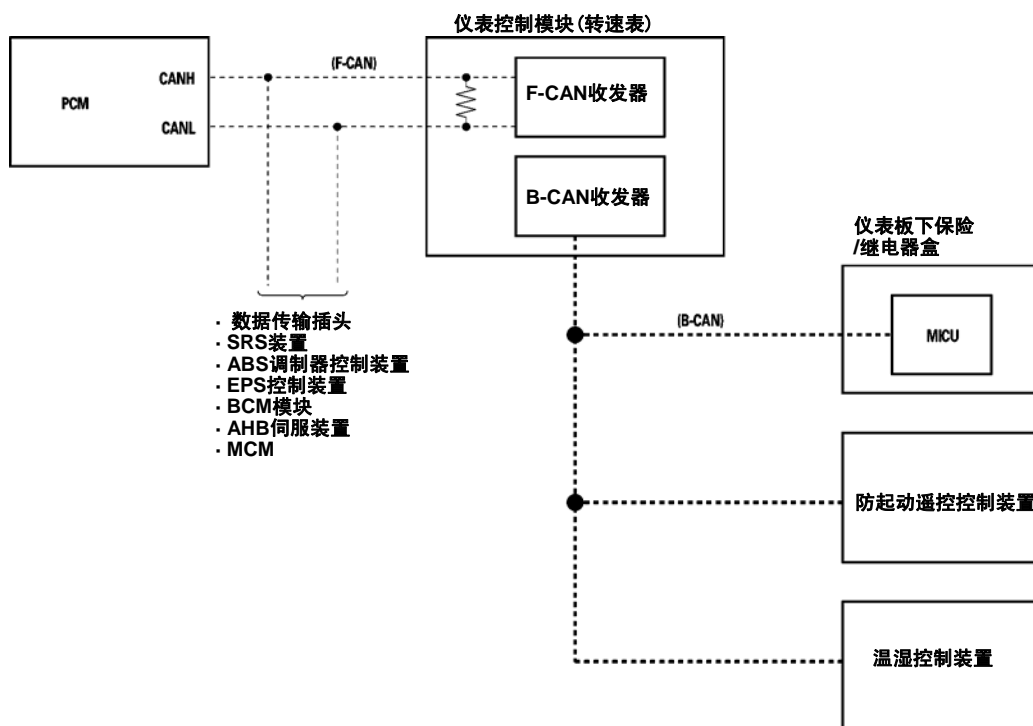 仪表控制模块(转速表)
PCM
CANH
CANL
(F-CAN)
F-CAN收发器
B-CAN收发器
· 数据传输插头
· SRS装置
· ABS调制器控制装置
· EPS控制装置
· BCM模块
· AHB伺服装置
· MCM
(B-CAN)
仪表板下保险
/继电器盒
MICU
防起动遥控控制装置
温湿控制装置